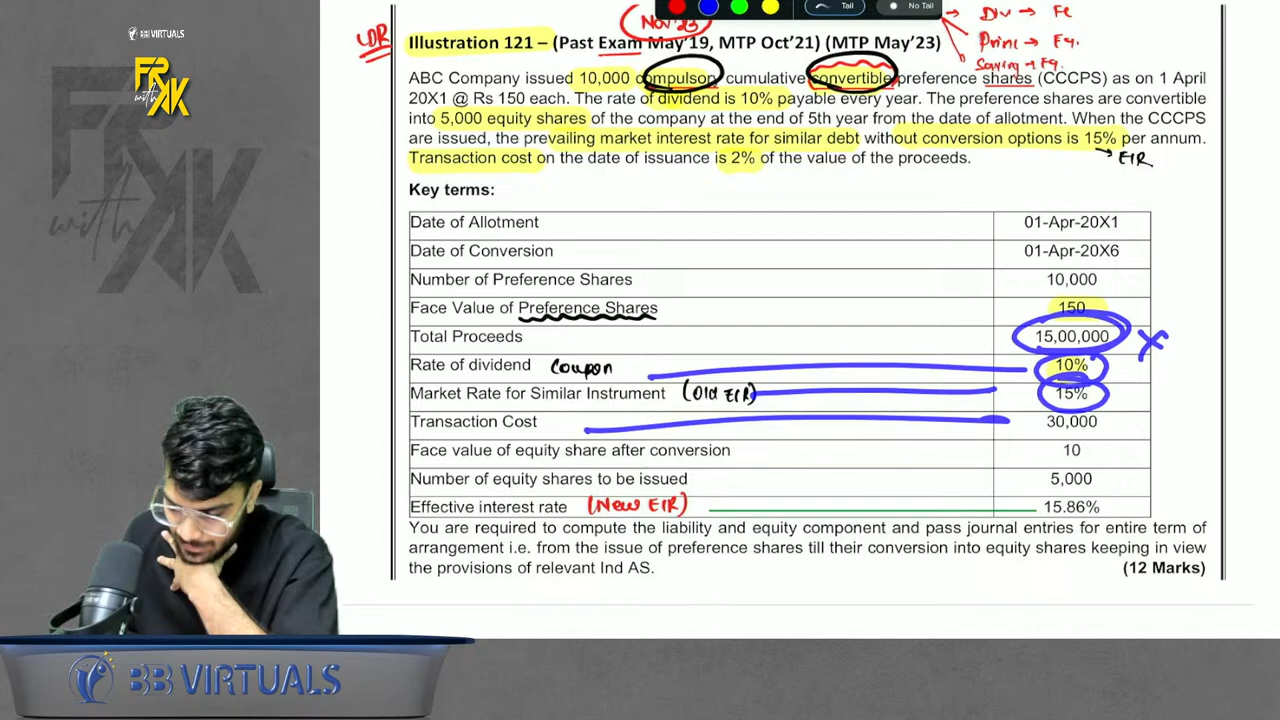 BB VIRTUALS
FR
with
AK
FR
with
AK
Tail
No Tail
Nov'23
Div → FL
Princ → Eq.
Saving → Eq.
LDR
Illustration 121 – (Past Exam May'19, MTP Oct'21) (MTP May'23)
ABC Company issued 10,000 compulsory cumulative convertible preference shares (CCCPS) as on 1 April
20X1 @ Rs 150 each. The rate of dividend is 10% payable every year. The preference shares are convertible
into 5,000 equity shares of the company at the end of 5th year from the date of allotment. When the CCCPS
are issued, the prevailing market interest rate for similar debt without conversion options is 15% per annum.
Transaction cost on the date of issuance is 2% of the value of the proceeds.
→ EIR
Key terms:
Date of Allotment 01-Apr-20X1
Date of Conversion 01-Apr-20X6
Number of Preference Shares 10,000
Face Value of Preference Shares 150
Total Proceeds 15,00,000 X
Rate of dividend Coupon 10%
Market Rate for Similar Instrument (Old EIR) 15%
Transaction Cost 30,000
Face value of equity share after conversion 10
Number of equity shares to be issued 5,000
Effective interest rate (New EIR) 15.86%
You are required to compute the liability and equity component and pass journal entries for entire term of
arrangement i.e. from the issue of preference shares till their conversion into equity shares keeping in view
the provisions of relevant Ind AS. (12 Marks)
BB VIRTUALS